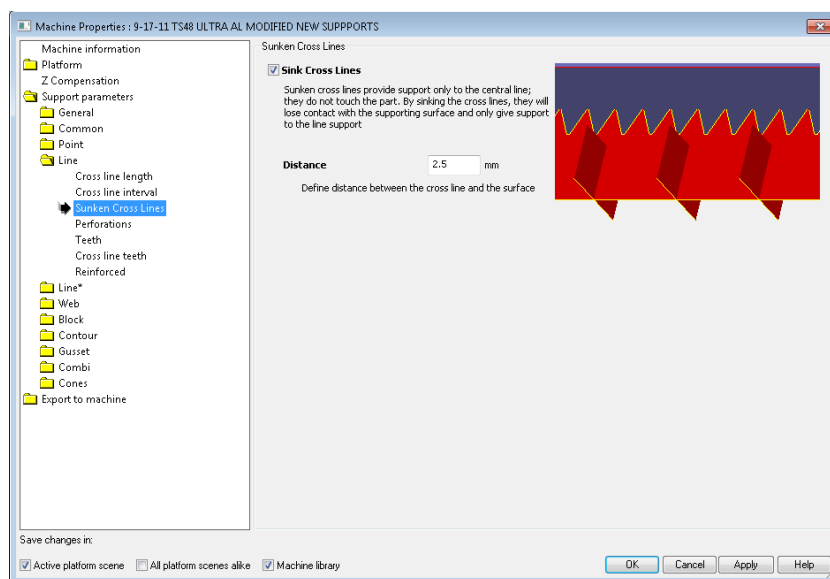 Machine Properties : 9-17-11 TS48 ULTRA AL MODIFIED NEW SUPPPORTS
Machine information
Platform
Z Compensation
Support parameters
General
Common
Point
Line
Cross line length
Cross line interval
Sunken Cross Lines
Perforations
Teeth
Cross line teeth
Reinforced
Line*
Web
Block
Contour
Gusset
Combi
Cones
Export to machine
Sunken Cross Lines
Sink Cross Lines
Sunken cross lines provide support only to the central line;
they do not touch the part. By sinking the cross lines, they will
lose contact with the supporting surface and only give support
to the line support
Distance 2.5 mm
Define distance between the cross line and the surface
Save changes in:
Active platform scene All platform scenes alike Machine library
OK Cancel Apply Help